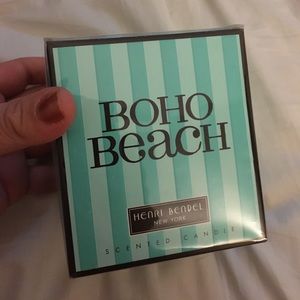 BOHO
BeacH
HENRI BENDEL
NEW YORK
SCENTED CANDLE